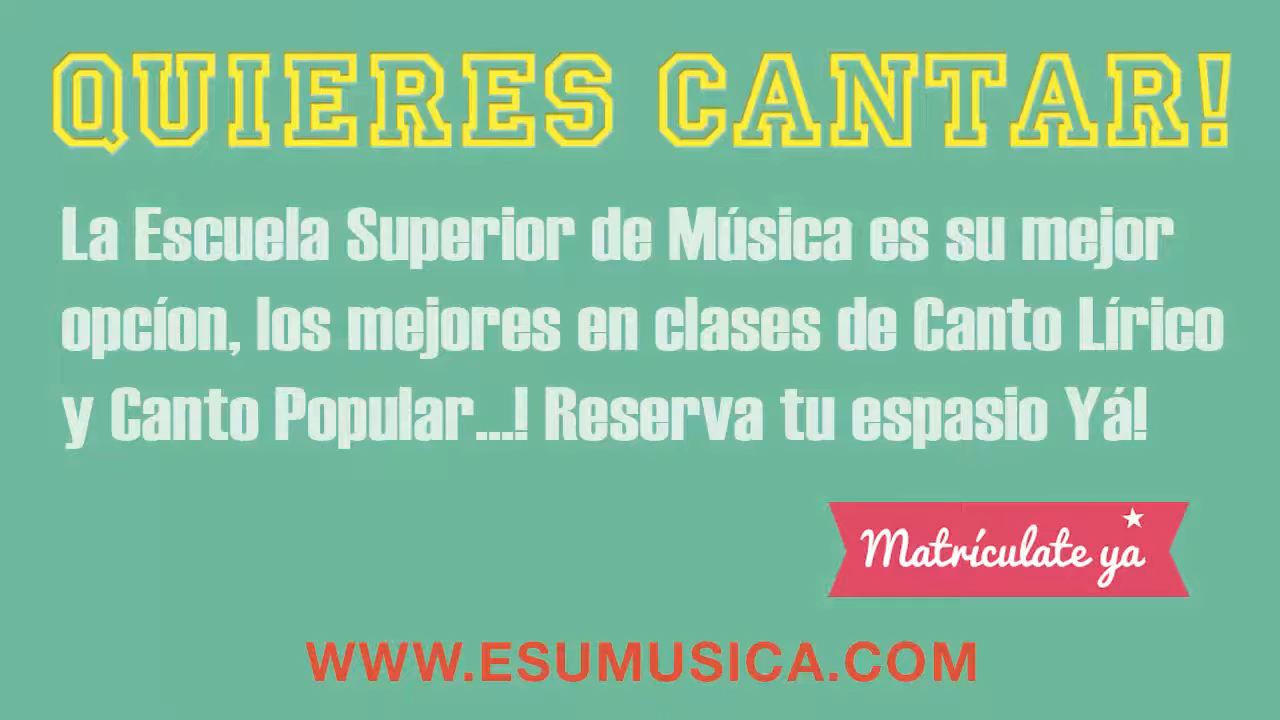 QUIERES CANTAR!
La Escuela Superior de Música es su mejor
opcíon, los mejores en clases de Canto Lírico
y Canto Popular...! Reserva tu espasio Yá!
Matrículate ya
WWW.ESUMUSICA.COM